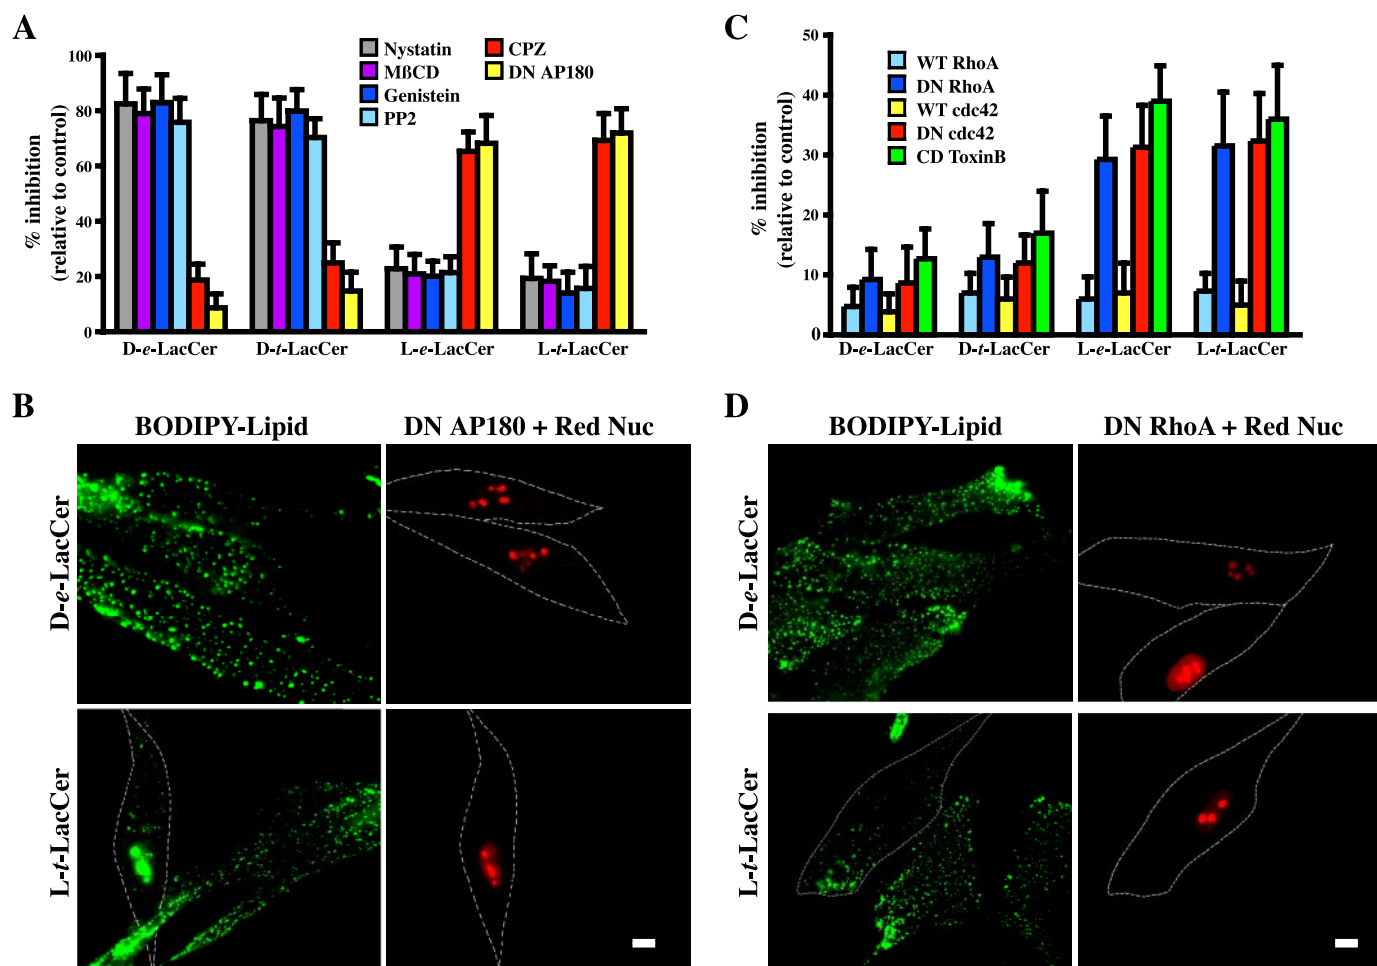 A
% inhibition
(relative to control)
100
80
60
40
20
0
Nystatin
MßCD
Genistein
PP2
CPZ
DN AP180
D-e-LacCer
D-t-LacCer
L-e-LacCer
L-t-LacCer
C
% inhibition
(relative to control)
50
40
30
20
10
0
WT RhoA
DN RhoA
WT cdc42
DN cdc42
CD ToxinB
D-e-LacCer
D-t-LacCer
L-e-LacCer
L-t-LacCer
B
BODIPY-Lipid
DN AP180 + Red Nuc
D-e-LacCer
L-t-LacCer
D
BODIPY-Lipid
DN RhoA + Red Nuc
D-e-LacCer
L-t-LacCer